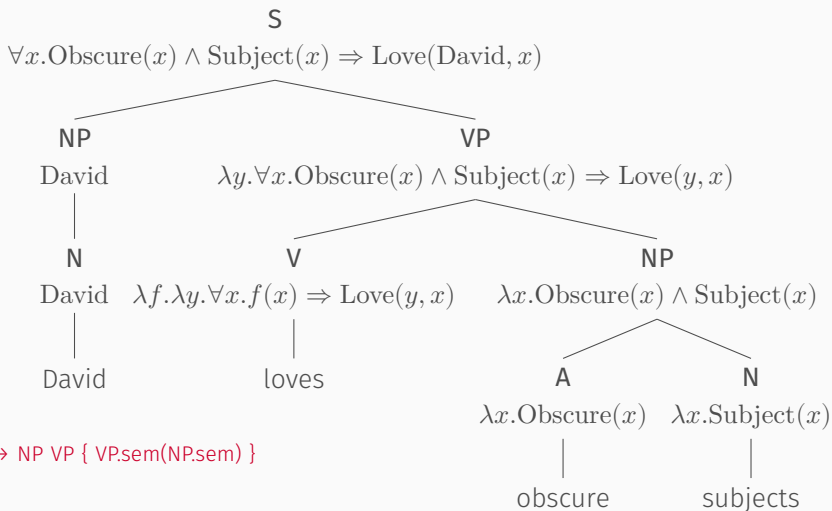 S
∀x.Obscure(x) ∧ Subject(x) ⇒ Love(David, x)
NP VP
David λy.∀x.Obscure(x) ∧ Subject(x) ⇒ Love(y, x)
N V NP
David λf.λy.∀x.f(x) ⇒ Love(y, x) λx.Obscure(x) ∧ Subject(x)
David loves A N
λx.Obscure(x) λx.Subject(x)
→ NP VP { VP.sem(NP.sem) }
obscure subjects